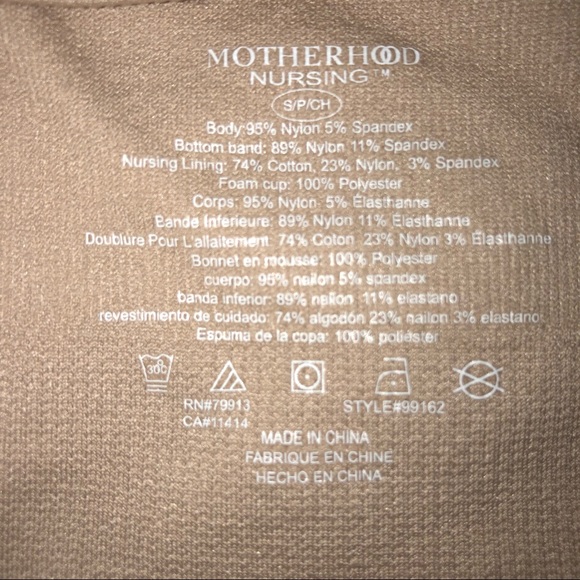 MOTHERHOOD
NURSING™
S/P/CH
Body:95% Nylon 5% Spandex
Bottom band: 89% Nylon 11% Spandex
Nursing Lining: 74% Cotton, 23% Nylon, 3% Spandex
Foam cup: 100% Polyester
Corps: 95% Nylon 5% Élasthanne
Bande Inferieure: 89% Nylon 11% Élasthanne
Doublure Pour L'allaitement: 74% Coton 23% Nylon 3% Élasthanne
Bonnet en mousse: 100% Polyester
cuerpo: 95% nailon 5% spandex
banda inferior: 89% nailon 11% elastano
revestimiento de cuidado: 74% algodón 23% nailon 3% elastano
Espuma de la copa: 100% poliéster
30C
RN#79913 STYLE#99162
CA#11414
MADE IN CHINA
FABRIQUE EN CHINE
HECHO EN CHINA